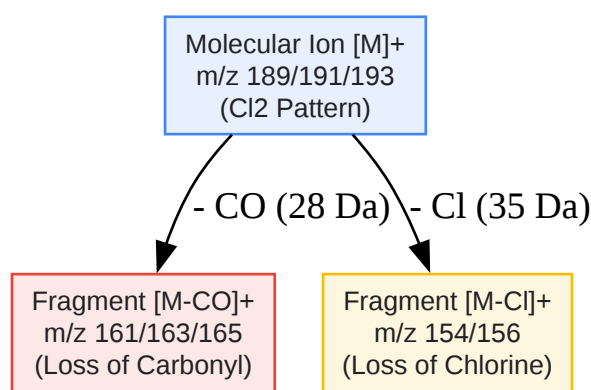 Molecular Ion [M]+
m/z 189/191/193
(Cl2 Pattern)
- CO (28 Da)
- Cl (35 Da)
Fragment [M-CO]+
m/z 161/163/165
(Loss of Carbonyl)
Fragment [M-Cl]+
m/z 154/156
(Loss of Chlorine)